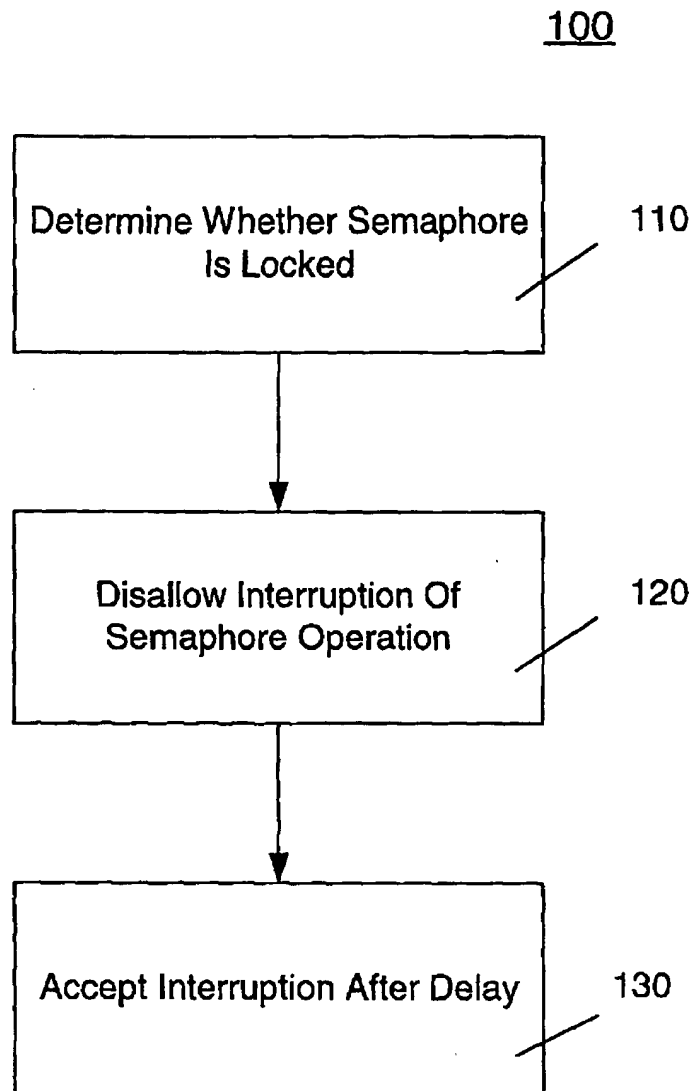 100
Determine Whether Semaphore
Is Locked
110
Disallow Interruption Of
Semaphore Operation
120
Accept Interruption After Delay
130